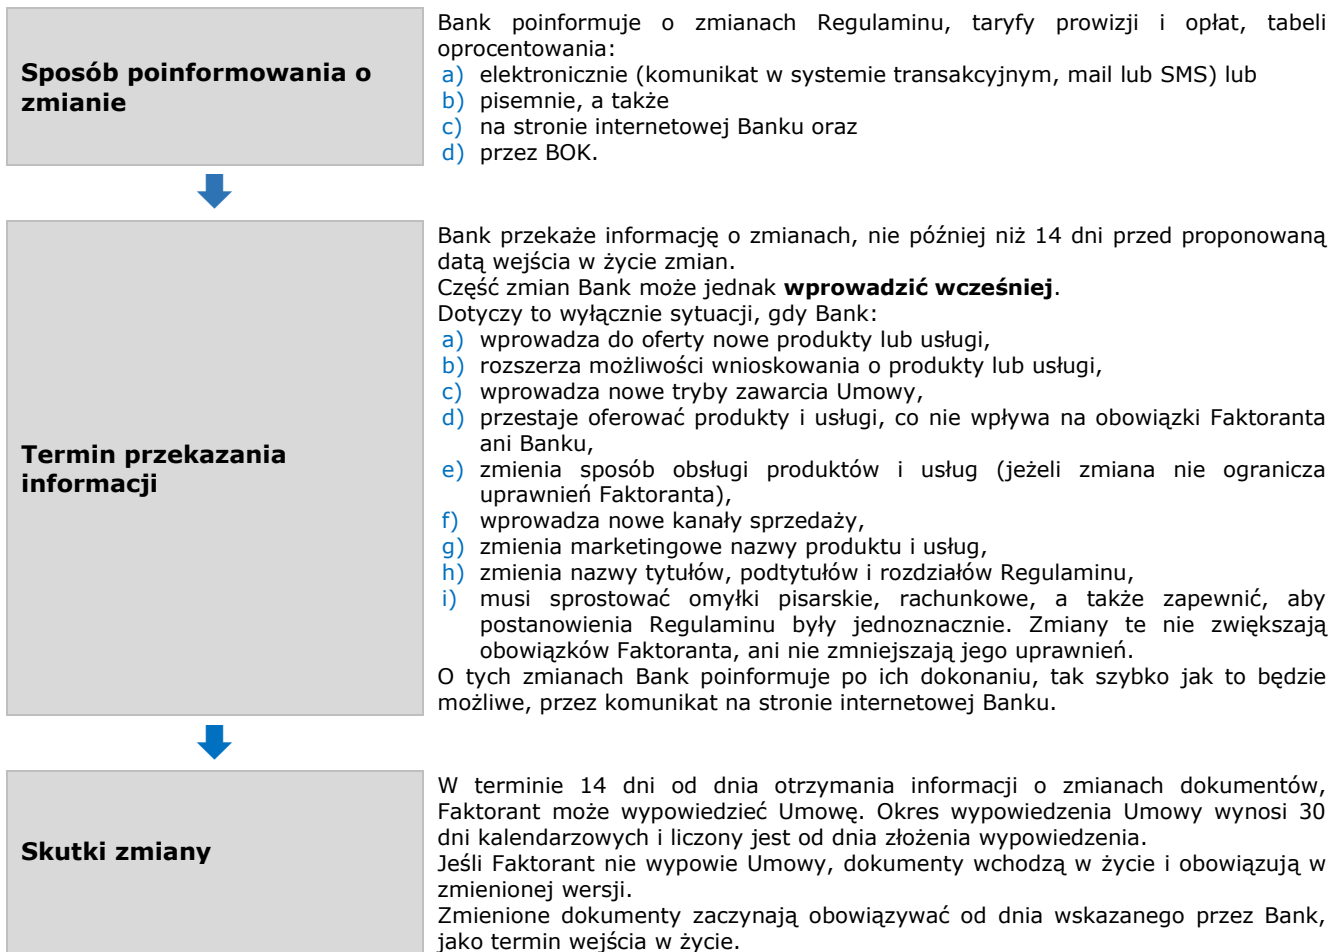 Sposób poinformowania o
zmianie
Bank poinformuje o zmianach Regulaminu, taryfy prowizji i opłat, tabeli
oprocentowania:
a) elektronicznie (komunikat w systemie transakcyjnym, mail lub SMS) lub
b) pisemnie, a także
c) na stronie internetowej Banku oraz
d) przez BOK.
Termin przekazania
informacji
Bank przekaże informację o zmianach, nie później niż 14 dni przed proponowaną
datą wejścia w życie zmian.
Część zmian Bank może jednak wprowadzić wcześniej.
Dotyczy to wyłącznie sytuacji, gdy Bank:
a) wprowadza do oferty nowe produkty lub usługi,
b) rozszerza możliwości wnioskowania o produkty lub usługi,
c) wprowadza nowe tryby zawarcia Umowy,
d) przestaje oferować produkty i usługi, co nie wpływa na obowiązki Faktoranta
ani Banku,
e) zmienia sposób obsługi produktów i usług (jeżeli zmiana nie ogranicza
uprawnień Faktoranta),
f) wprowadza nowe kanały sprzedaży,
g) zmienia marketingowe nazwy produktu i usług,
h) zmienia nazwy tytułów, podtytułów i rozdziałów Regulaminu,
i) musi sprostować omyłki pisarskie, rachunkowe, a także zapewnić, aby
postanowienia Regulaminu były jednoznacznie. Zmiany te nie zwiększają
obowiązków Faktoranta, ani nie zmniejszają jego uprawnień.
O tych zmianach Bank poinformuje po ich dokonaniu, tak szybko jak to będzie
możliwe, przez komunikat na stronie internetowej Banku.
Skutki zmiany
W terminie 14 dni od dnia otrzymania informacji o zmianach dokumentów,
Faktorant może wypowiedzieć Umowę. Okres wypowiedzenia Umowy wynosi 30
dni kalendarzowych i liczony jest od dnia złożenia wypowiedzenia.
Jeśli Faktorant nie wypowie Umowy, dokumenty wchodzą w życie i obowiązują w
zmienionej wersji.
Zmienione dokumenty zaczynają obowiązywać od dnia wskazanego przez Bank,
jako termin wejścia w życie.